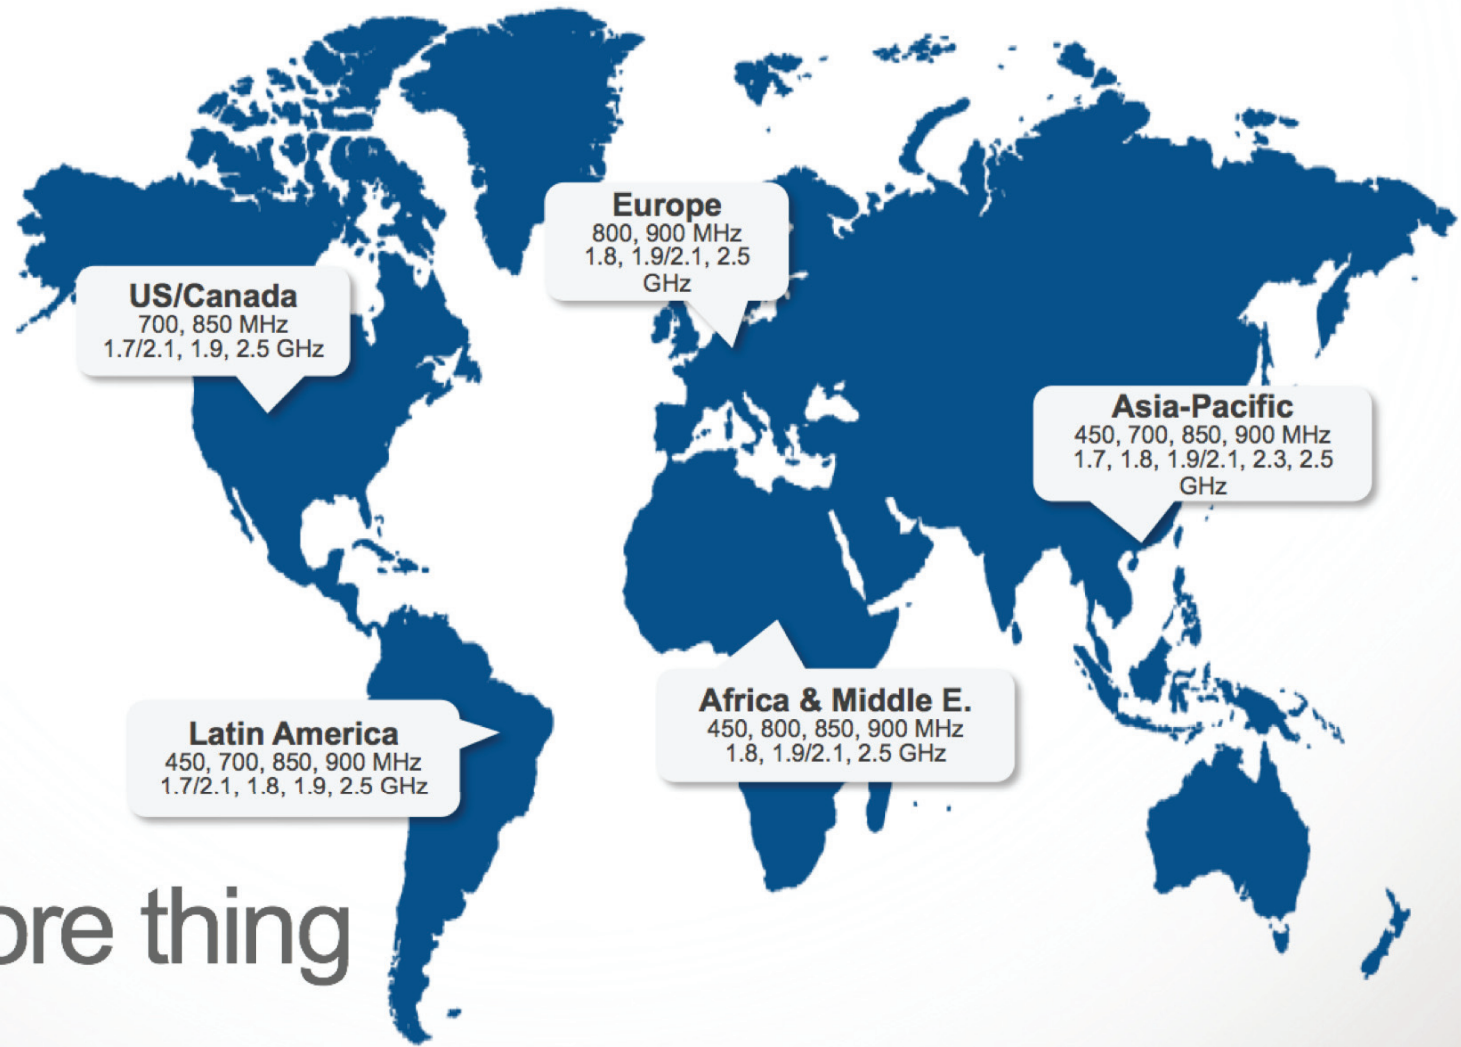 Europe
800, 900 MHz
1.8, 1.9/2.1, 2.5
GHz
US/Canada
700, 850 MHz
1.7/2.1, 1.9, 2.5 GHz
Asia-Pacific
450, 700, 850, 900 MHz
1.7, 1.8, 1.9/2.1, 2.3, 2.5
GHz
Africa & Middle E.
450, 800, 850, 900 MHz
1.8, 1.9/2.1, 2.5 GHz
Latin America
450, 700, 850, 900 MHz
1.7/2.1, 1.8, 1.9, 2.5 GHz
ore thing